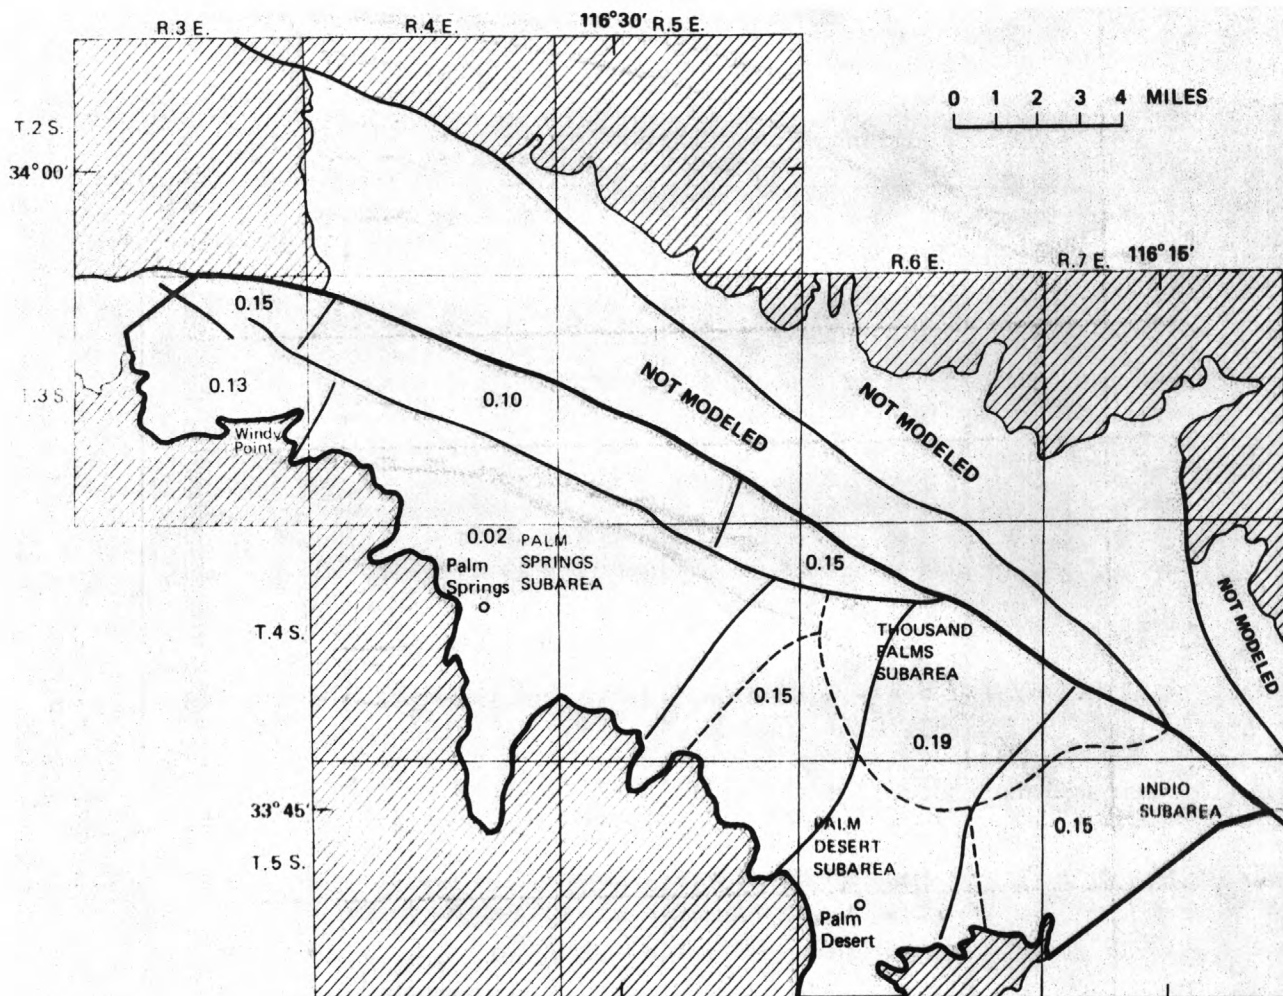 R.3 E.
R.4 E.
116°30'
R.5 E.
0 1 2 3 4 MILES
T.2 S.
34°00'
R.6 E.
R.7 E.
116°15'
0.15
0.13
T.3 S.
0.10
NOT MODELED
NOT MODELED
Windy
Point
0.02
PALM
SPRINGS
SUBAREA
Palm
Springs
0.15
NOT MODELED
T.4 S.
THOUSAND
PALMS
SUBAREA
0.15
0.19
33°45'
INDIO
SUBAREA
0.15
PALM
DESERT
SUBAREA
T.5 S.
Palm
Desert